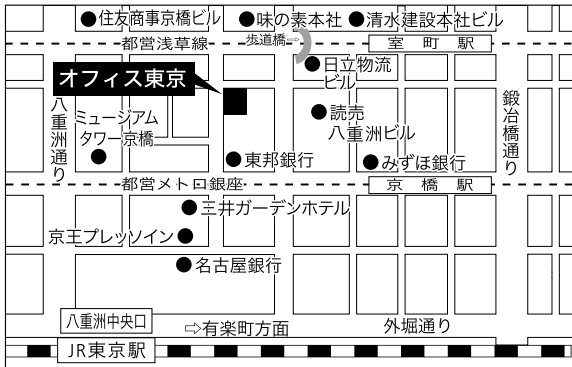 住友商事京橋ビル
味の素本社
清水建設本社ビル
都営浅草線
歩道橋⇨
室町駅
日立物流
ビル
オフィス東京
八重洲通り
ミュージアム
タワー京橋
読売
八重洲ビル
鍛冶橋通り
東邦銀行
みずほ銀行
都営メトロ銀座
京橋駅
三井ガーデンホテル
京王プレッソイン
名古屋銀行
八重洲中央口
⇨有楽町方面
外堀通り
JR東京駅